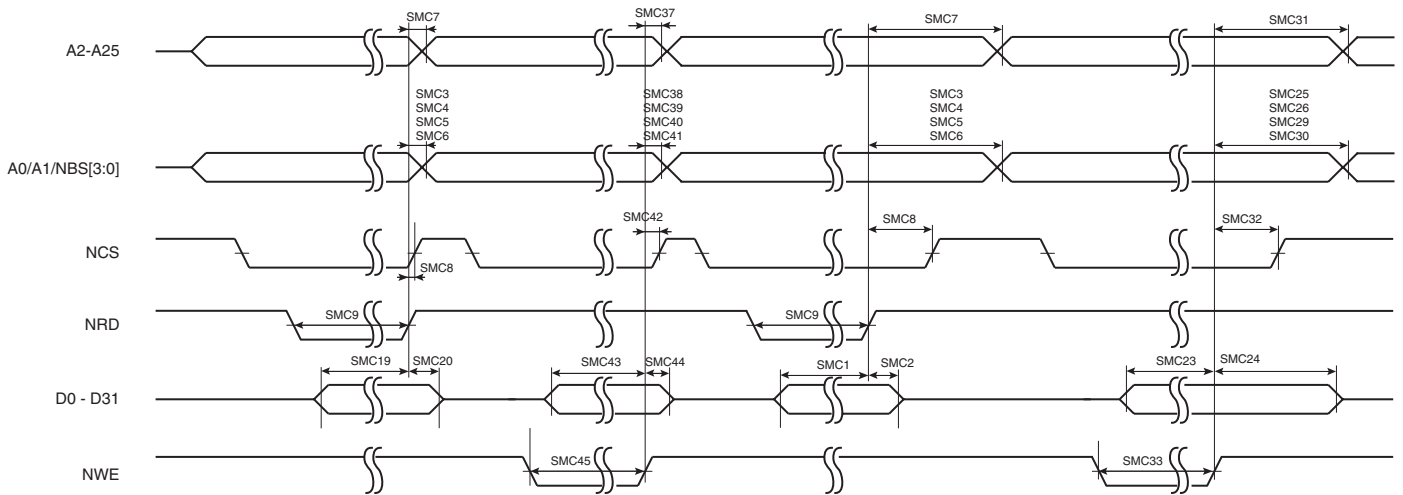 SMC7
SMC37
SMC7
SMC31
A2-A25
SMC3
SMC4
SMC5
SMC6
SMC38
SMC39
SMC40
SMC41
SMC3
SMC4
SMC5
SMC6
SMC25
SMC26
SMC29
SMC30
A0/A1/NBS[3:0]
SMC42
SMC8
SMC32
NCS
SMC8
NRD
SMC9
SMC9
SMC19
SMC20
SMC43
SMC44
SMC1
SMC2
SMC23
SMC24
D0 - D31
NWE
SMC45
SMC33